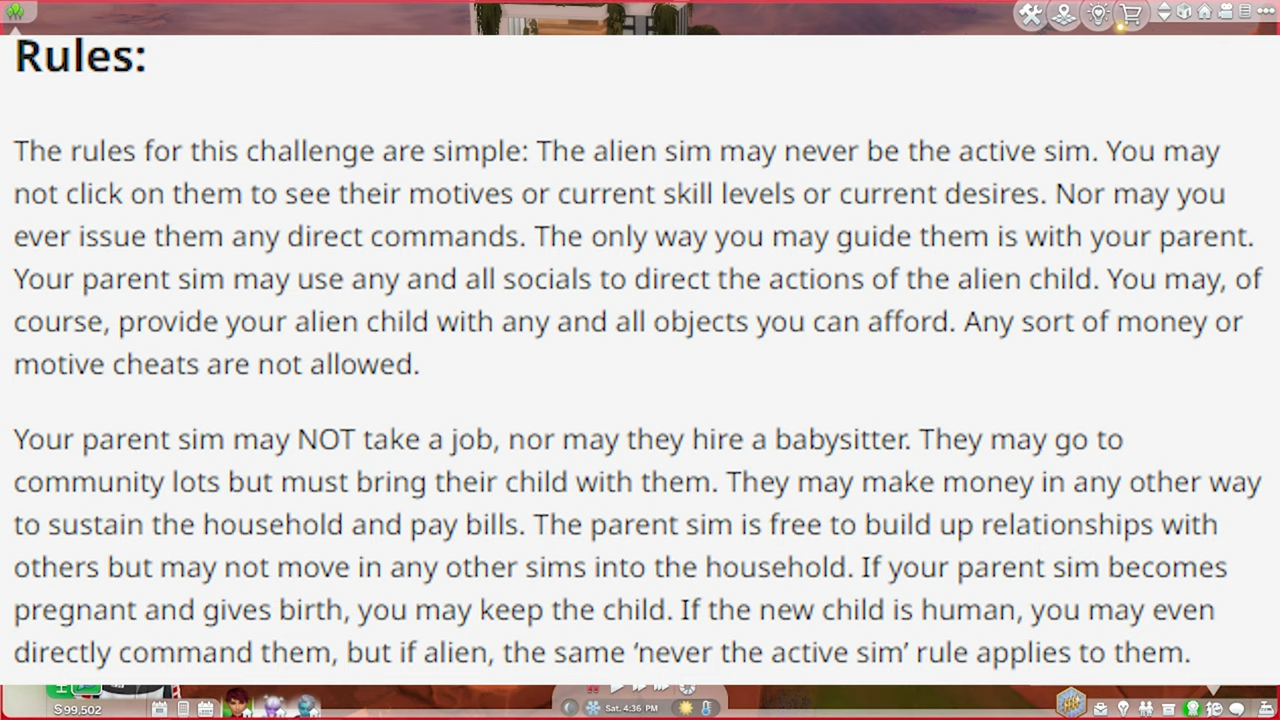 Rules:
The rules for this challenge are simple: The alien sim may never be the active sim. You may
not click on them to see their motives or current skill levels or current desires. Nor may you
ever issue them any direct commands. The only way you may guide them is with your parent.
Your parent sim may use any and all socials to direct the actions of the alien child. You may, of
course, provide your alien child with any and all objects you can afford. Any sort of money or
motive cheats are not allowed.
Your parent sim may NOT take a job, nor may they hire a babysitter. They may go to
community lots but must bring their child with them. They may make money in any other way
to sustain the household and pay bills. The parent sim is free to build up relationships with
others but may not move in any other sims into the household. If your parent sim becomes
pregnant and gives birth, you may keep the child. If the new child is human, you may even
directly command them, but if alien, the same ‘never the active sim’ rule applies to them.
§99,502
Sat. 4:36 PM